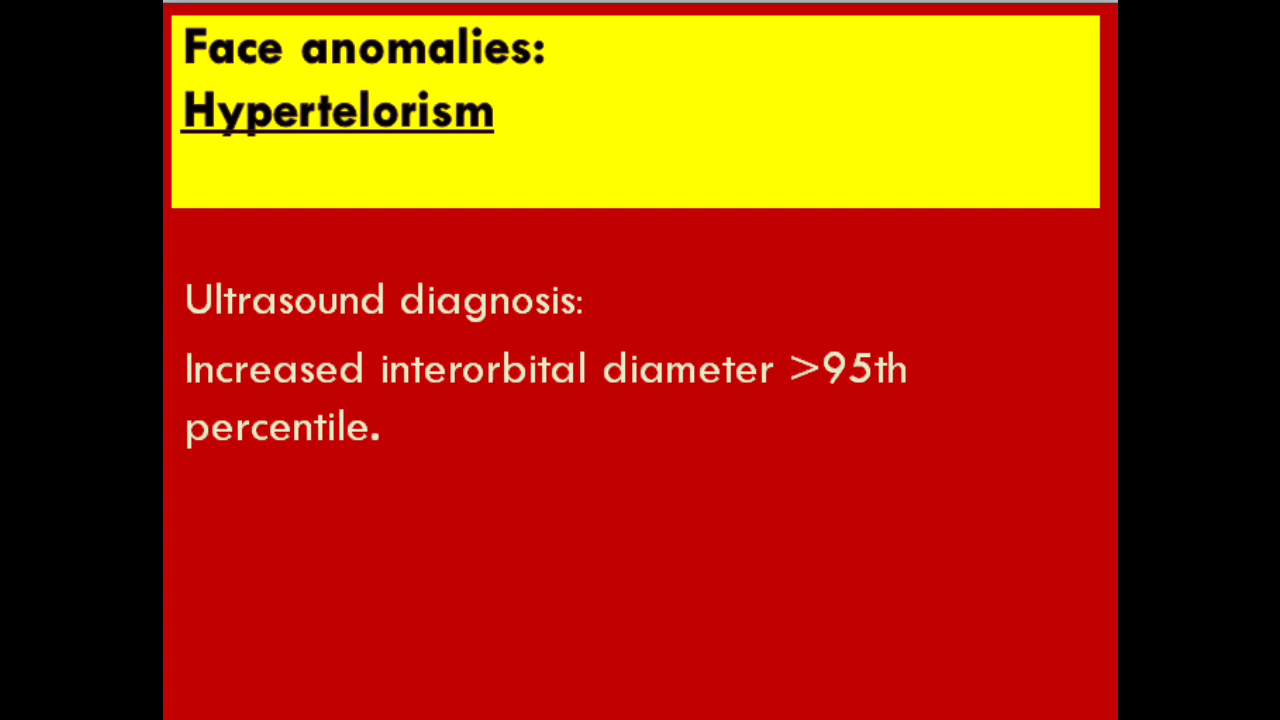 Face anomalies:
Hypertelorism
Ultrasound diagnosis:
Increased interorbital diameter >95th
percentile.